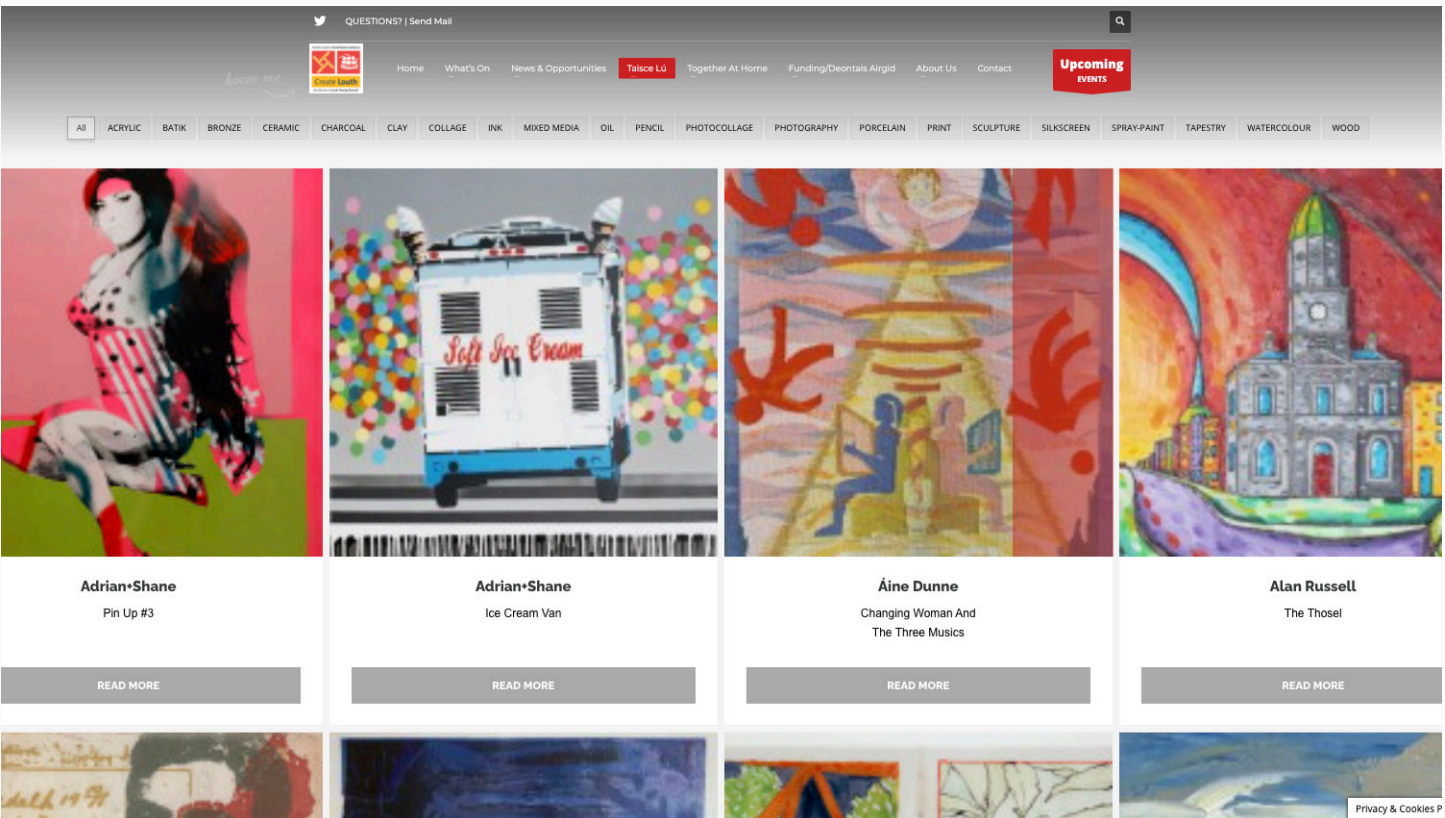 QUESTIONS? | Send Mail
hover me
Create Louth
Home What's On News & Opportunities Taisce Lú Together At Home Funding/Deontais Airgid About Us Contact
Upcoming
EVENTS
All ACRYLIC BATIK BRONZE CERAMIC CHARCOAL CLAY COLLAGE INK MIXED MEDIA OIL PENCIL PHOTOCOLLAGE PHOTOGRAPHY PORCELAIN PRINT SCULPTURE SILKSCREEN SPRAY-PAINT TAPESTRY WATERCOLOUR WOOD
Soft Ice Cream
Adrian+Shane
Pin Up #3
READ MORE
Adrian+Shane
Ice Cream Van
READ MORE
Áine Dunne
Changing Woman And
The Three Musics
READ MORE
Alan Russell
The Thosel
READ MORE
Privacy & Cookies P